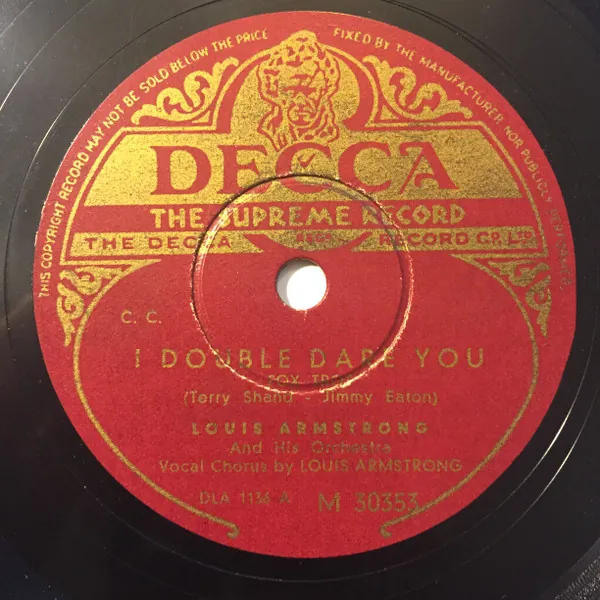 THIS COPYRIGHT RECORD MAY NOT BE SOLD BELOW THE PRICE FIXED BY THE MANUFACTURER, NOR PUBLICLY
DECCA
THE SUPREME RECORD
THE DECCA RECORD CO. LTD.
C. C.
I DOUBLE DARE YOU
FOX TROT
(Terry Shand - Jimmy Eaton)
LOUIS ARMSTRONG
And His Orchestra
Vocal Chorus by LOUIS ARMSTRONG
DLA 1136 A M 30353